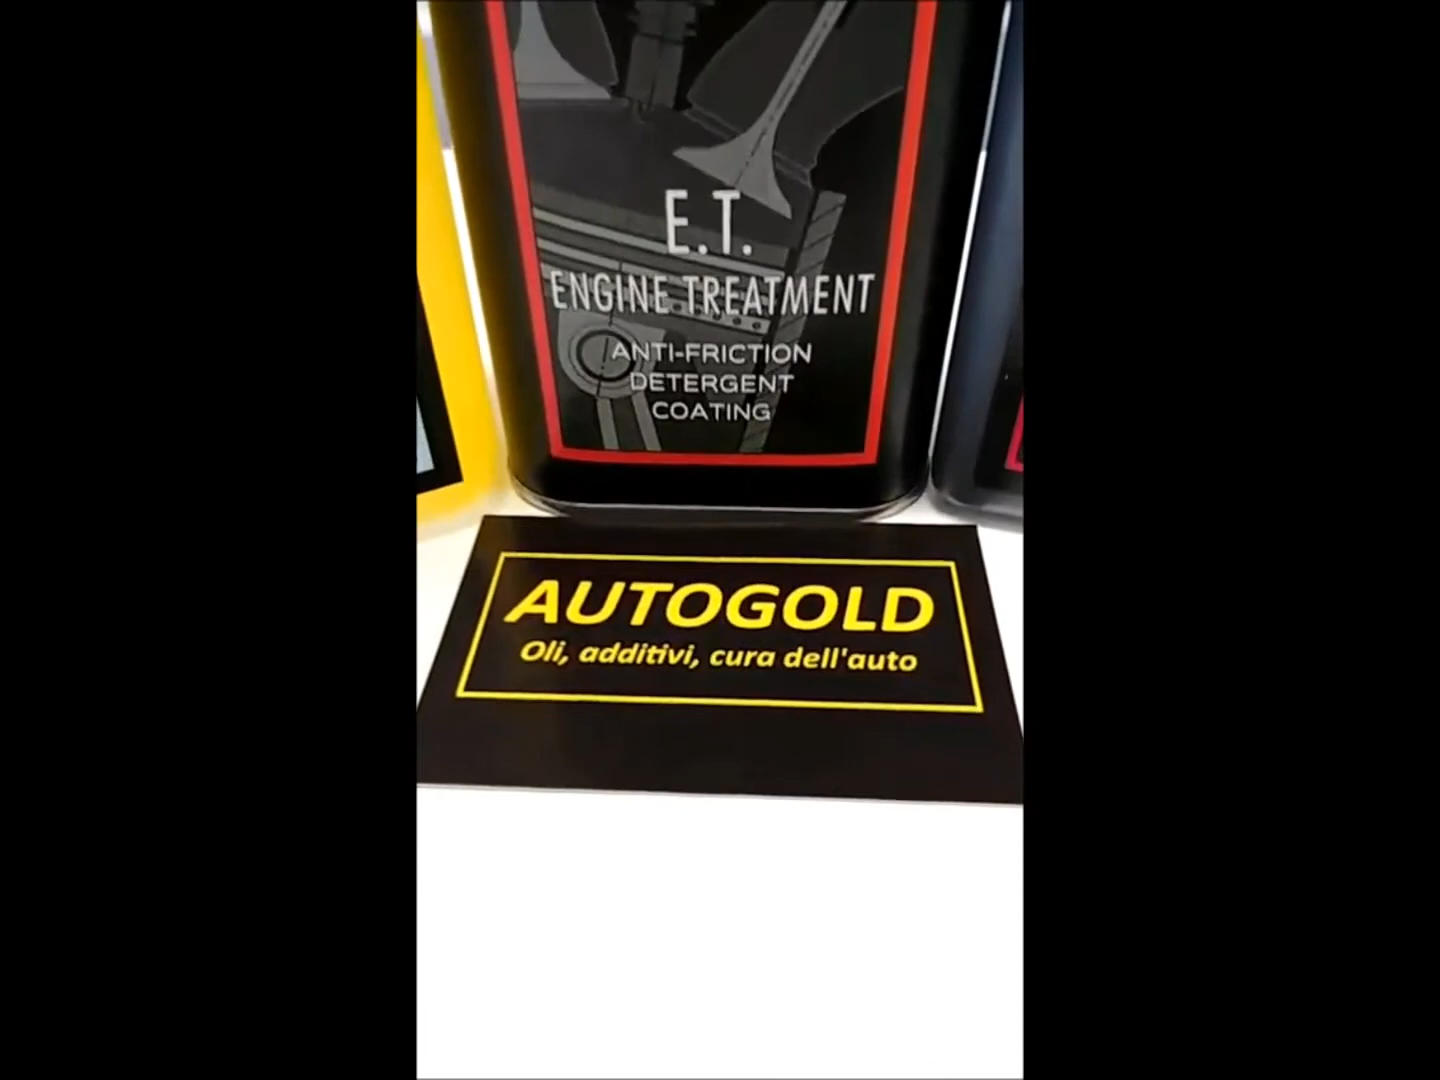 E.T.
ENGINE TREATMENT
ANTI-FRICTION
DETERGENT
COATING
AUTOGOLD
Oli, additivi, cura dell'auto